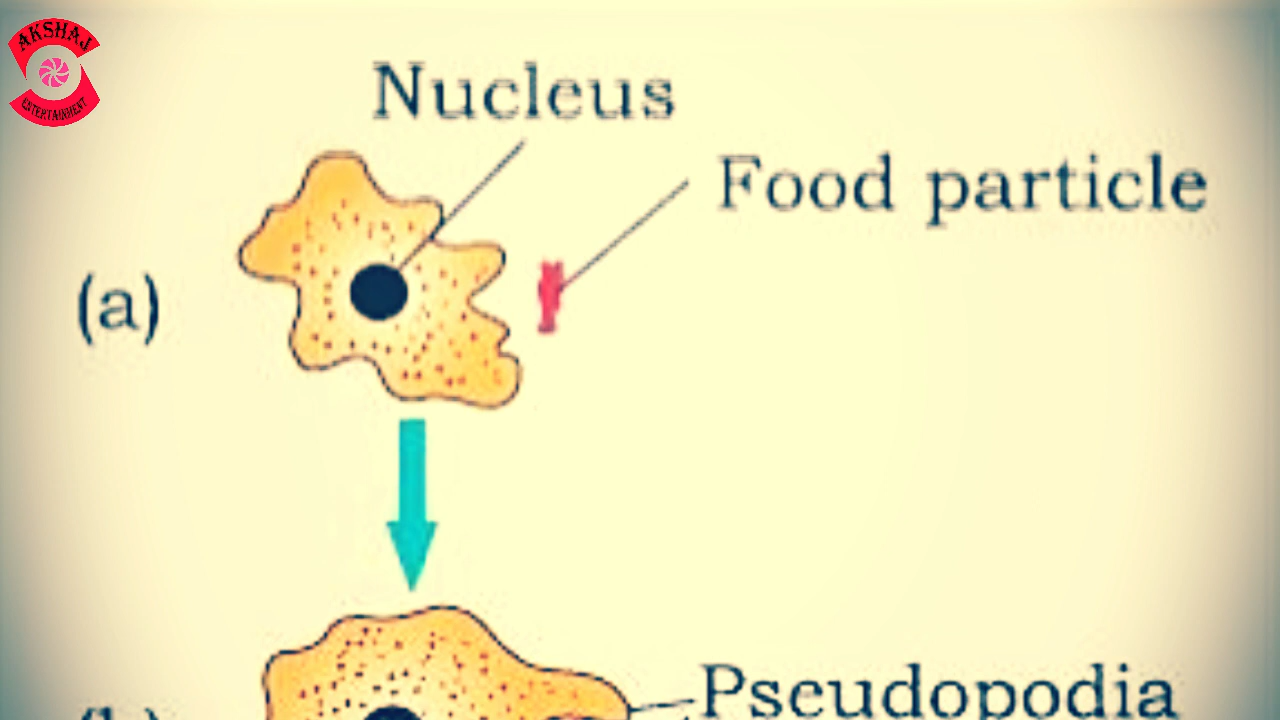 AKSHAJ
ENTERTAINMENT
Nucleus
Food particle
(a)
Pseudopodia
(b)